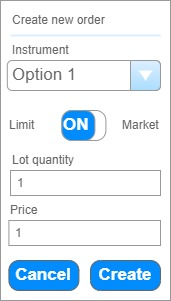 Create new order
Instrument
Option 1
Limit ON Market
Lot quantity
1
Price
1
Cancel Create